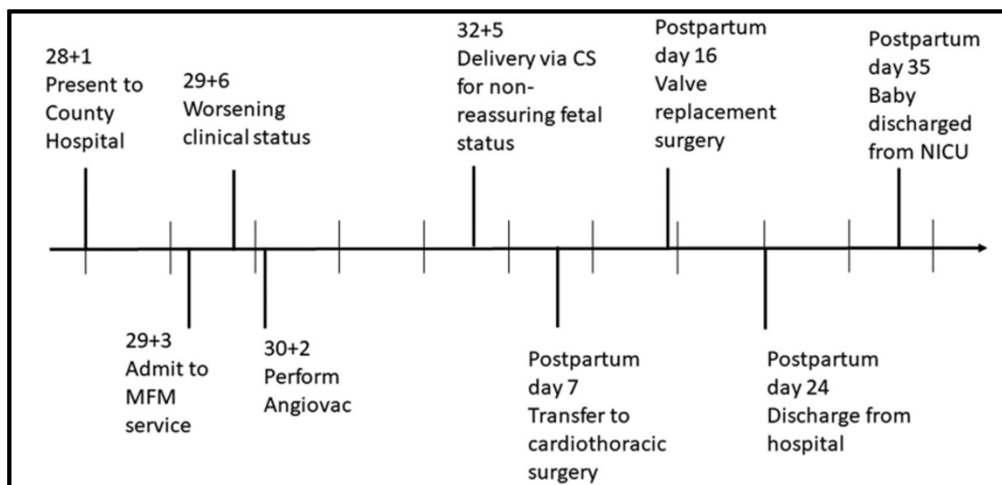 28+1
Present to
County
Hospital
29+6
Worsening
clinical status
32+5
Delivery via CS
for non-
reassuring fetal
status
Postpartum
day 16
Valve
replacement
surgery
Postpartum
day 35
Baby
discharged
from NICU
29+3
Admit to
MFM
service
30+2
Perform
Angiovac
Postpartum
day 7
Transfer to
cardiothoracic
surgery
Postpartum
day 24
Discharge from
hospital